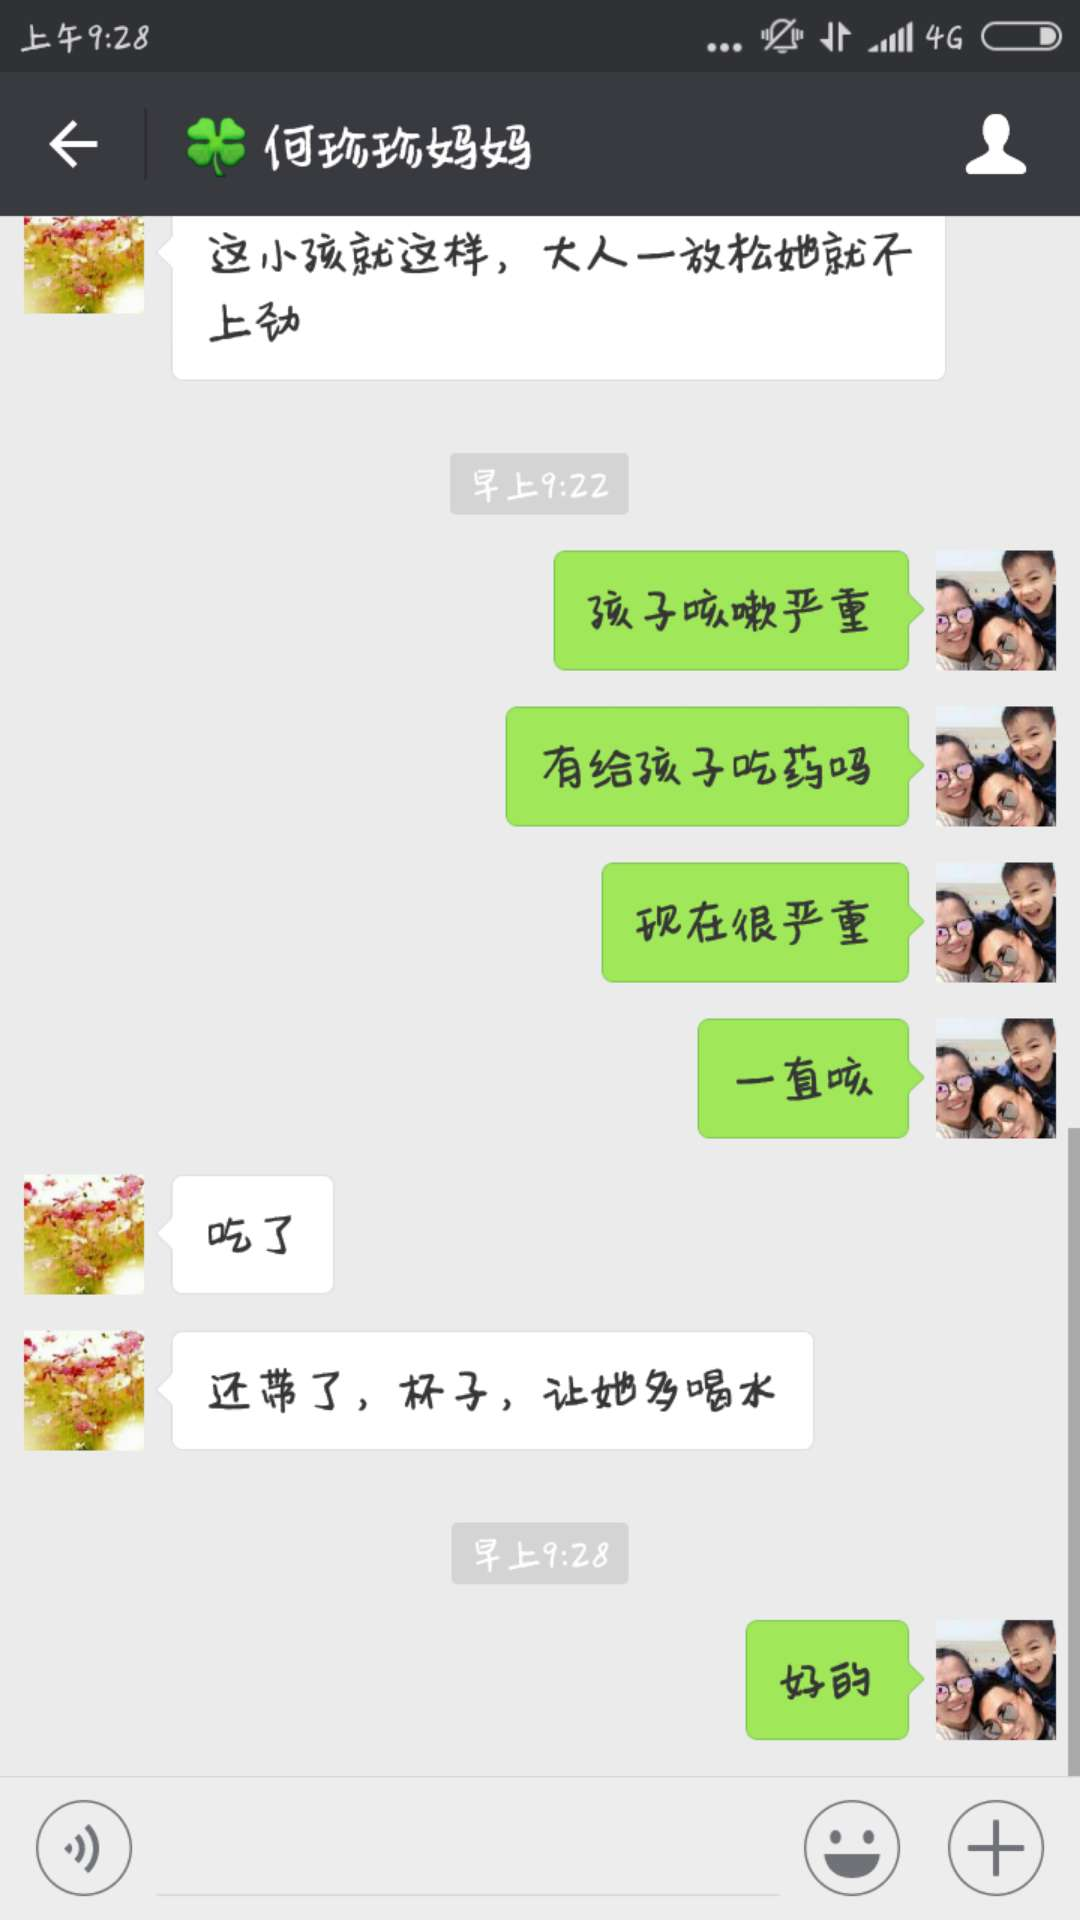 上午9:28
4G
何珍珍妈妈
这小孩就这样，大人一放松她就不
上劲
早上9:22
孩子咳嗽严重
有给孩子吃药吗
现在很严重
一直咳
吃了
还带了，杯子，让她多喝水
早上9:28
好的